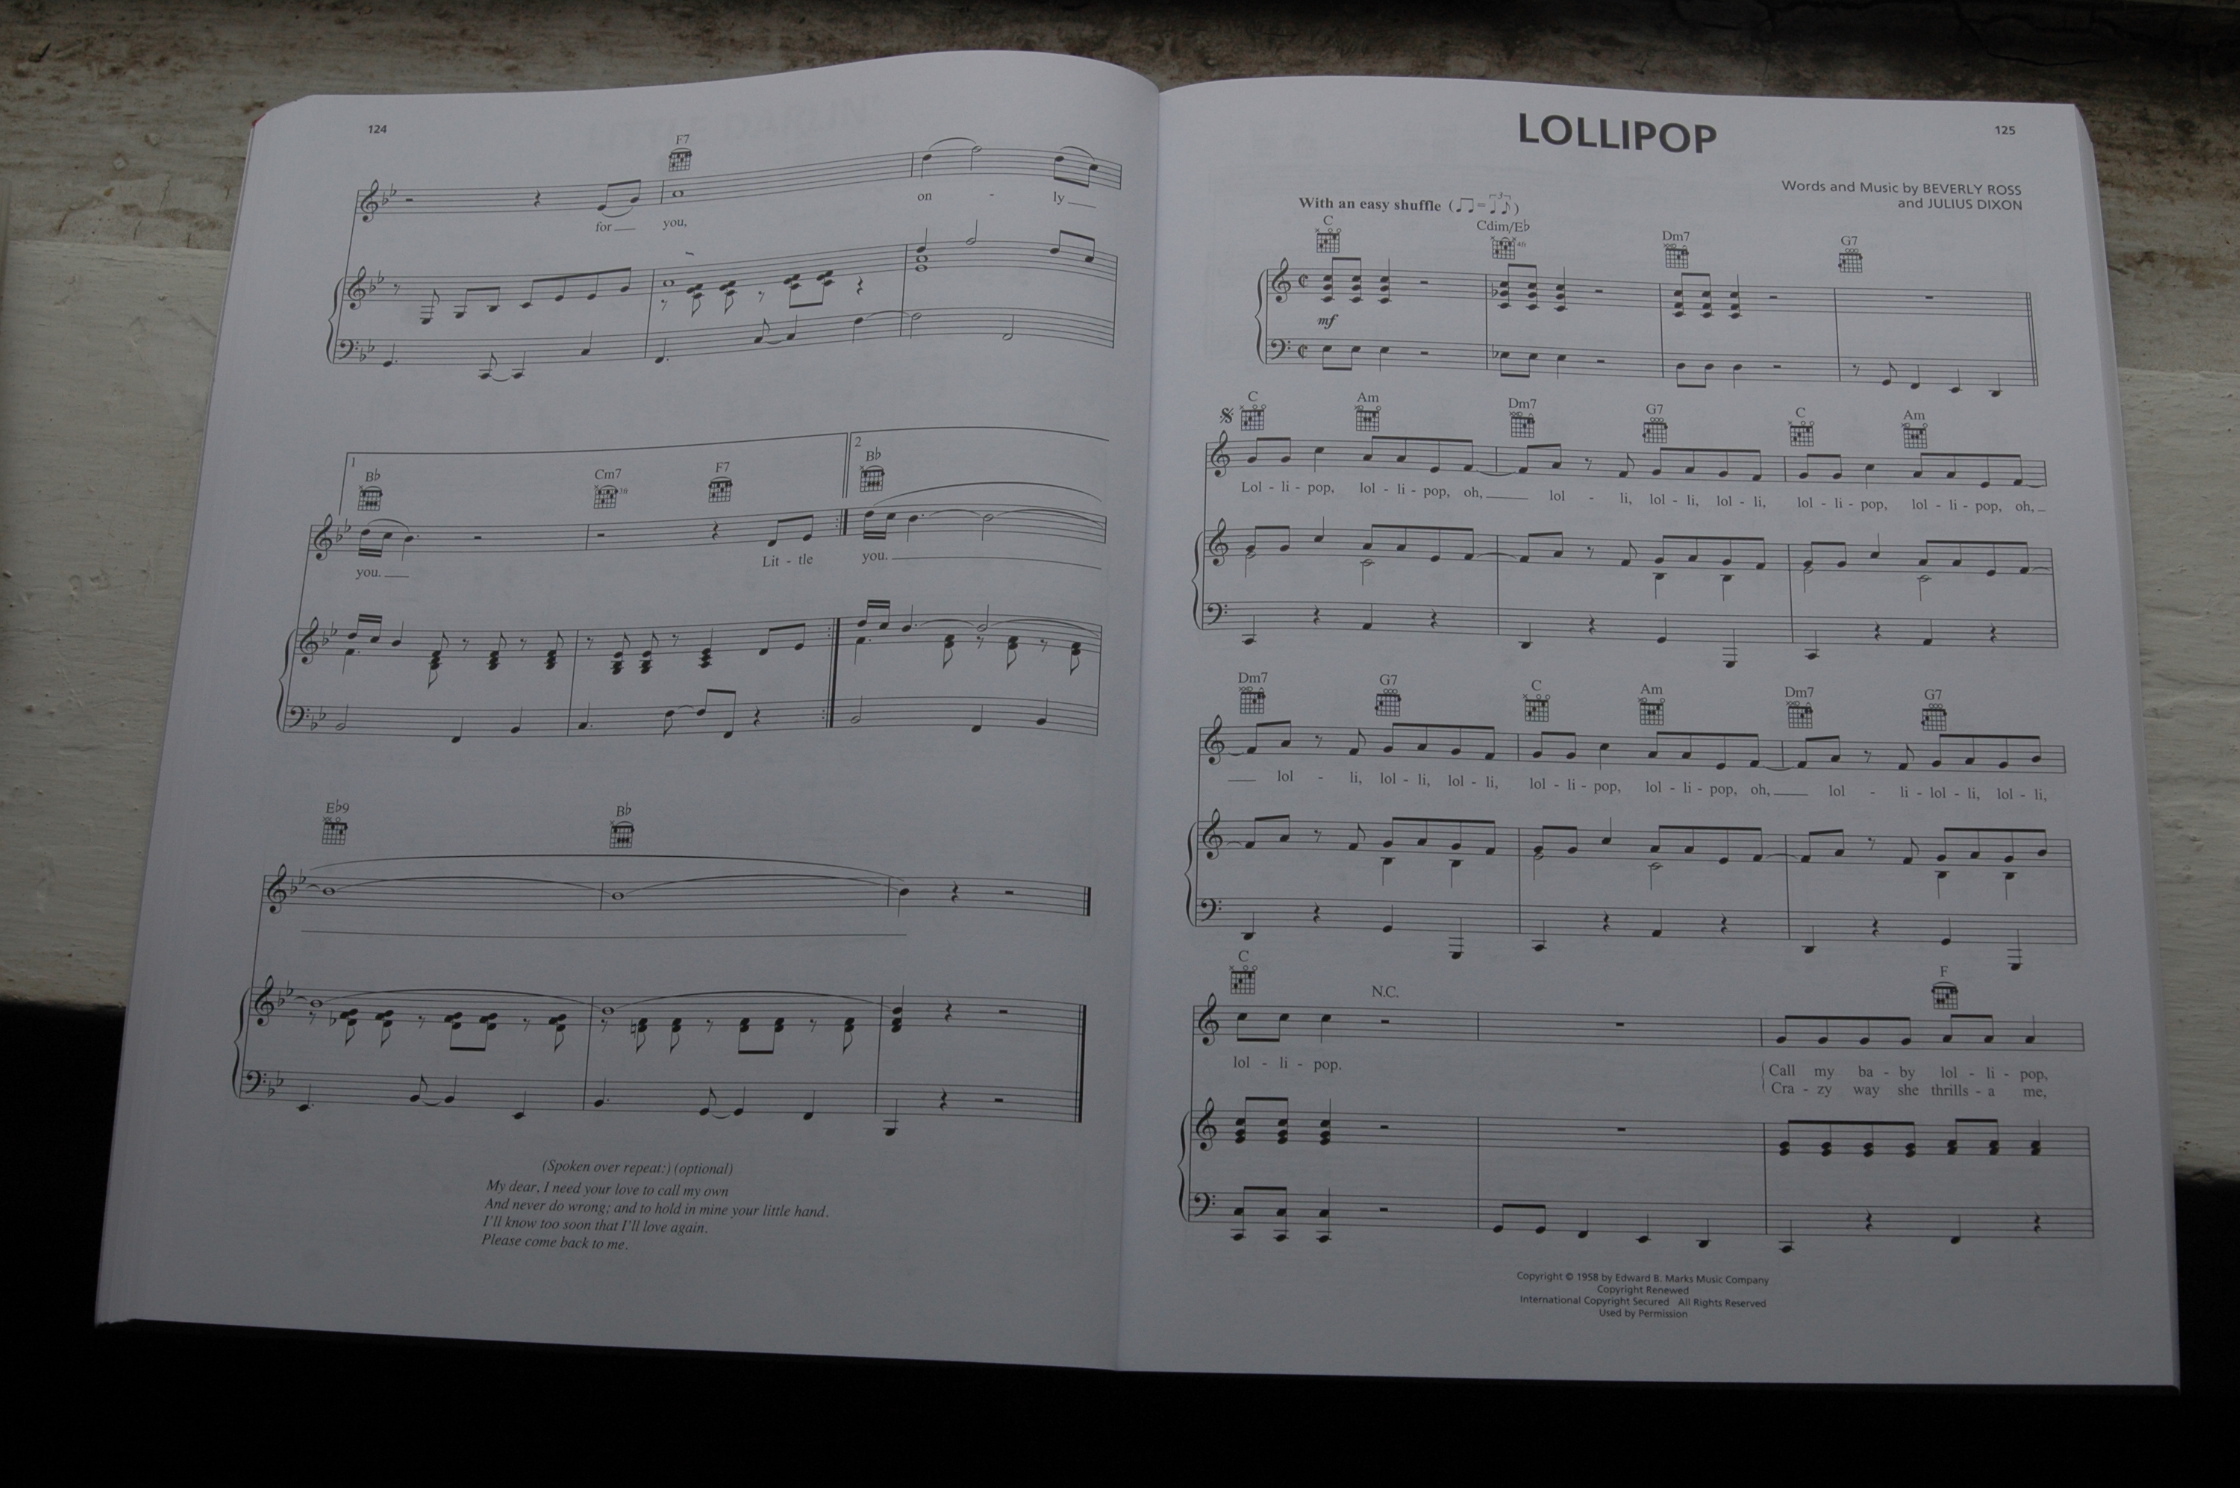 124
F7
for you, on - ly
1 2
B♭ Cm7 F7 B♭
you. Lit - tle you.
E♭9 B♭
(Spoken over repeat:) (optional)
My dear, I need your love to call my own
And never do wrong; and to hold in mine your little hand.
I'll know too soon that I'll love again.
Please come back to me.
LOLLIPOP
125
Words and Music by BEVERLY ROSS
and JULIUS DIXON
With an easy shuffle
C Cdim/E♭ Dm7 G7
mf
C Am Dm7 G7 C Am
Lol - li - pop, lol - li - pop, oh, lol - li, lol - li, lol - li, lol - li - pop, lol - li - pop, oh,
Dm7 G7 C Am Dm7 G7
lol - li, lol - li, lol - li, lol - li - pop, lol - li - pop, oh, lol - li - lol - li, lol - li,
C N.C. F
lol - li - pop. Call my ba - by lol - li - pop,
Cra - zy way she thrills - a me,
Copyright © 1958 by Edward B. Marks Music Company
Copyright Renewed
International Copyright Secured All Rights Reserved
Used by Permission